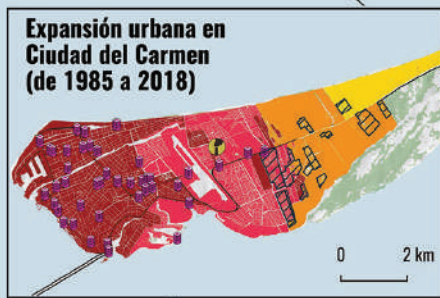 Expansión urbana en
Ciudad del Carmen
(de 1985 a 2018)
0 2 km